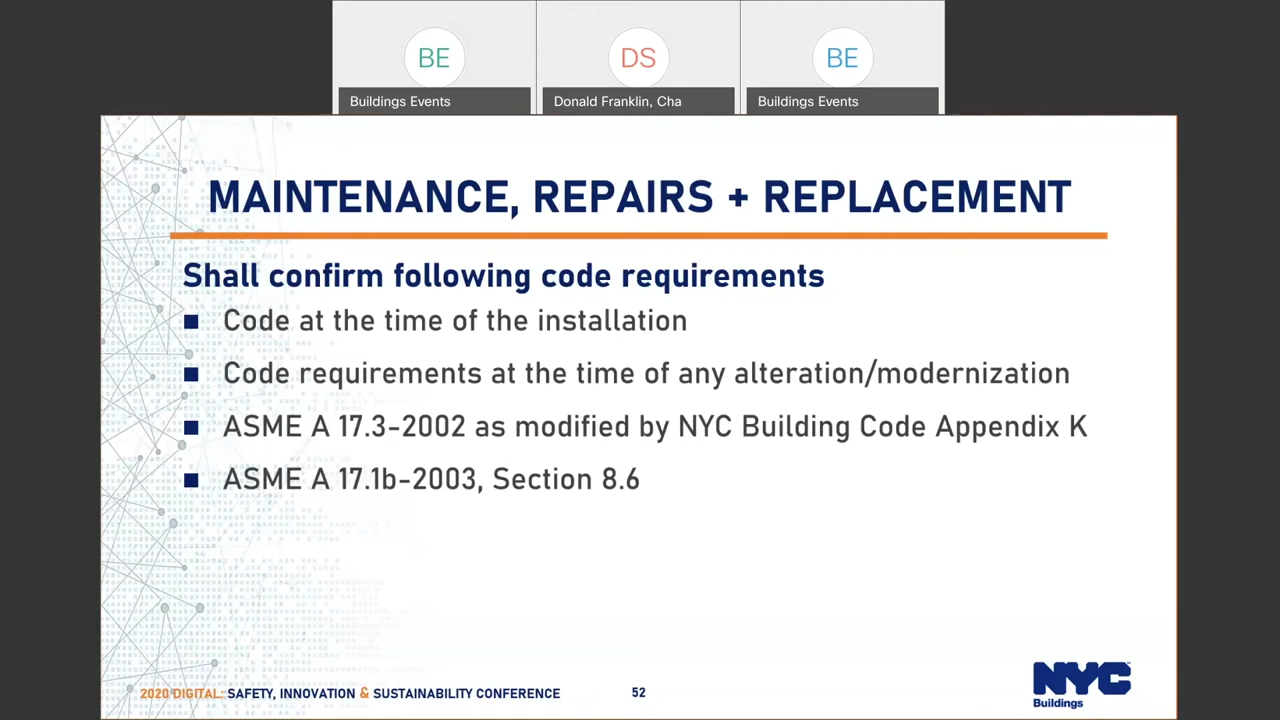 BE
DS
BE
Buildings Events
Donald Franklin, Cha
Buildings Events
MAINTENANCE, REPAIRS + REPLACEMENT
Shall confirm following code requirements
■ Code at the time of the installation
■ Code requirements at the time of any alteration/modernization
■ ASME A 17.3-2002 as modified by NYC Building Code Appendix K
■ ASME A 17.1b-2003, Section 8.6
2020 DIGITAL: SAFETY, INNOVATION & SUSTAINABILITY CONFERENCE
52
NYC
Buildings